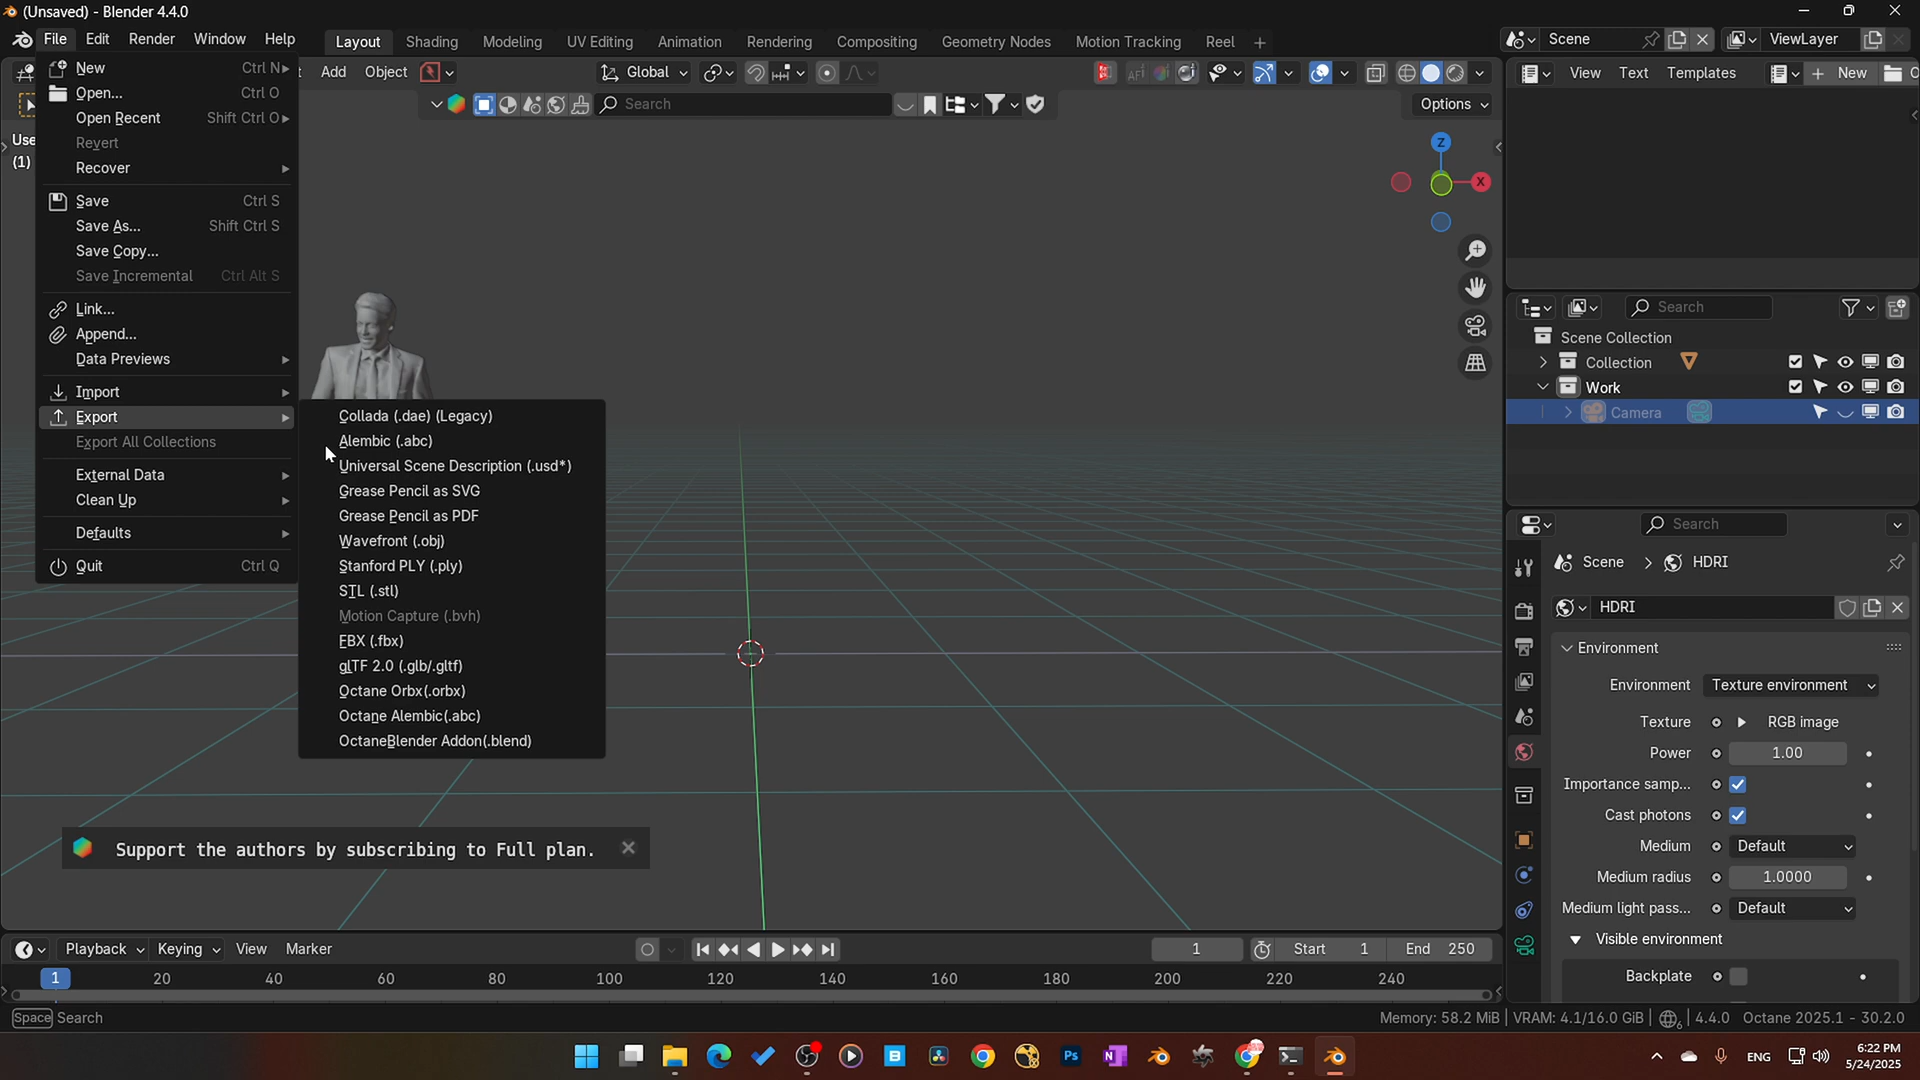 (Unsaved) - Blender 4.4.0
File Edit Render Window Help
Layout Shading Modeling UV Editing Animation Rendering Compositing Geometry Nodes Motion Tracking Reel +
Scene
ViewLayer
Add Object
Global
View Text Templates
New
Search
Options
Use
(1)
New Ctrl N
Open... Ctrl O
Open Recent Shift Ctrl O
Revert
Recover
Save Ctrl S
Save As... Shift Ctrl S
Save Copy...
Save Incremental Ctrl Alt S
Link...
Append...
Data Previews
Import
Export
Export All Collections
External Data
Clean Up
Defaults
Quit Ctrl Q
Collada (.dae) (Legacy)
Alembic (.abc)
Universal Scene Description (.usd*)
Grease Pencil as SVG
Grease Pencil as PDF
Wavefront (.obj)
Stanford PLY (.ply)
STL (.stl)
Motion Capture (.bvh)
FBX (.fbx)
glTF 2.0 (.glb/.gltf)
Octane Orbx(.orbx)
Octane Alembic(.abc)
OctaneBlender Addon(.blend)
Z
X
Search
Scene Collection
Collection
Work
Camera
Search
Scene > HDRI
HDRI
Environment
Environment Texture environment
Texture RGB image
Power 1.00
Importance samp...
Cast photons
Medium Default
Medium radius 1.0000
Medium light pass... Default
Visible environment
Backplate
Support the authors by subscribing to Full plan.
Playback Keying View Marker
1
Start 1 End 250
1 20 40 60 80 100 120 140 160 180 200 220 240
Space Search
Memory: 58.2 MiB | VRAM: 4.1/16.0 GiB | 6 | 4.4.0 Octane 2025.1 - 30.2.0
ENG
6:22 PM
5/24/2025